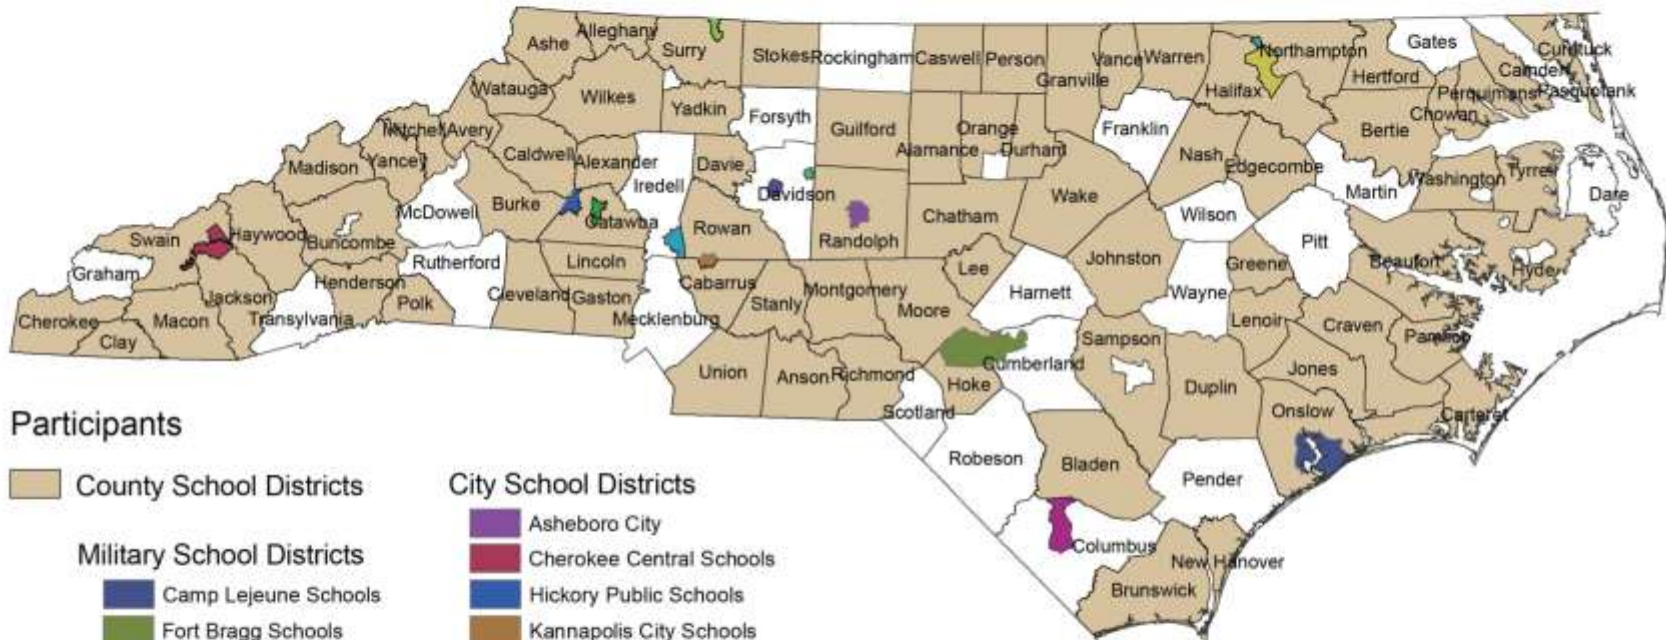 Ashe
Alleghany
Surry
Stokes
Rockingham
Caswell
Person
Granville
Vance
Warren
Northampton
Gates
Currituck
Camden
Pasquotank
Perquimans
Chowan
Hertford
Halifax
Bertie
Watauga
Wilkes
Yadkin
Forsyth
Guilford
Alamance
Orange
Durham
Franklin
Nash
Edgecombe
Martin
Washington
Tyrrell
Dare
Mitchell
Avery
Yancey
Madison
Caldwell
Alexander
Iredell
Davie
Davidson
Randolph
Chatham
Wake
Wilson
Pitt
Beaufort
Hyde
McDowell
Burke
Catawba
Rowan
Swain
Haywood
Buncombe
Graham
Rutherford
Lincoln
Lee
Johnston
Greene
Cherokee
Clay
Macon
Jackson
Transylvania
Henderson
Polk
Cleveland
Gaston
Mecklenburg
Cabarrus
Stanly
Montgomery
Moore
Harnett
Wayne
Lenoir
Craven
Pamlico
Union
Anson
Richmond
Scotland
Hoke
Cumberland
Sampson
Duplin
Jones
Onslow
Carteret
Robeson
Bladen
Pender
Columbus
New Hanover
Brunswick
Participants
County School Districts
Military School Districts
Camp Lejeune Schools
Fort Bragg Schools
City School Districts
Asheboro City
Cherokee Central Schools
Hickory Public Schools
Kannapolis City Schools